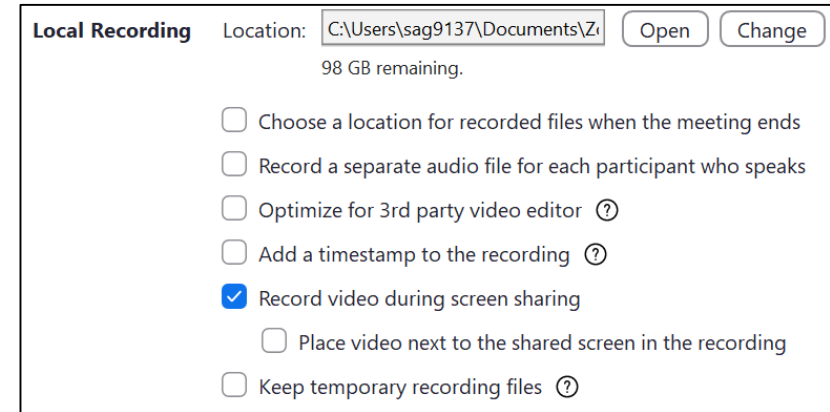 Local Recording Location: C:\Users\sag9137\Documents\Z Open Change
98 GB remaining.
Choose a location for recorded files when the meeting ends
Record a separate audio file for each participant who speaks
Optimize for 3rd party video editor ?
Add a timestamp to the recording ?
Record video during screen sharing
Place video next to the shared screen in the recording
Keep temporary recording files ?